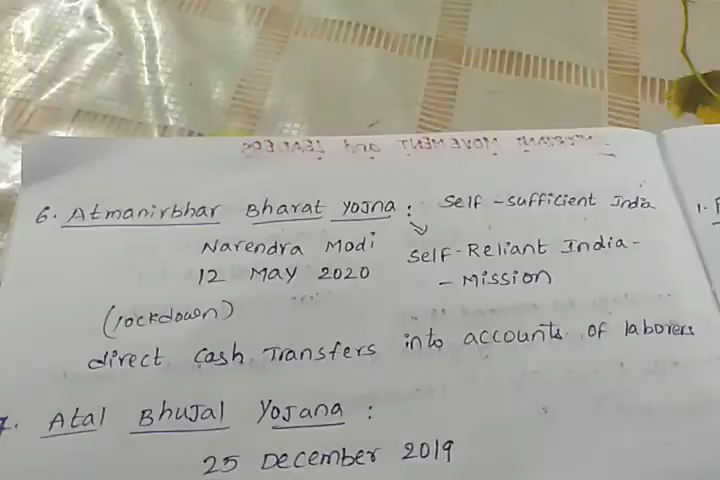 6. Atmanirbhar Bharat Yojna : Self-sufficient India
Narendra Modi Self-Reliant India-
12 May 2020 - Mission
(lockdown)
direct cash Transfers into accounts of laborers
7. Atal Bhujal Yojana :
25 December 2019
1.